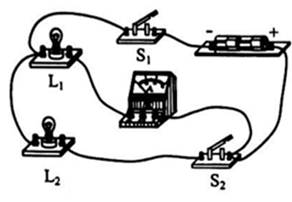 - +
S₁
L₁
A
L₂
S₂